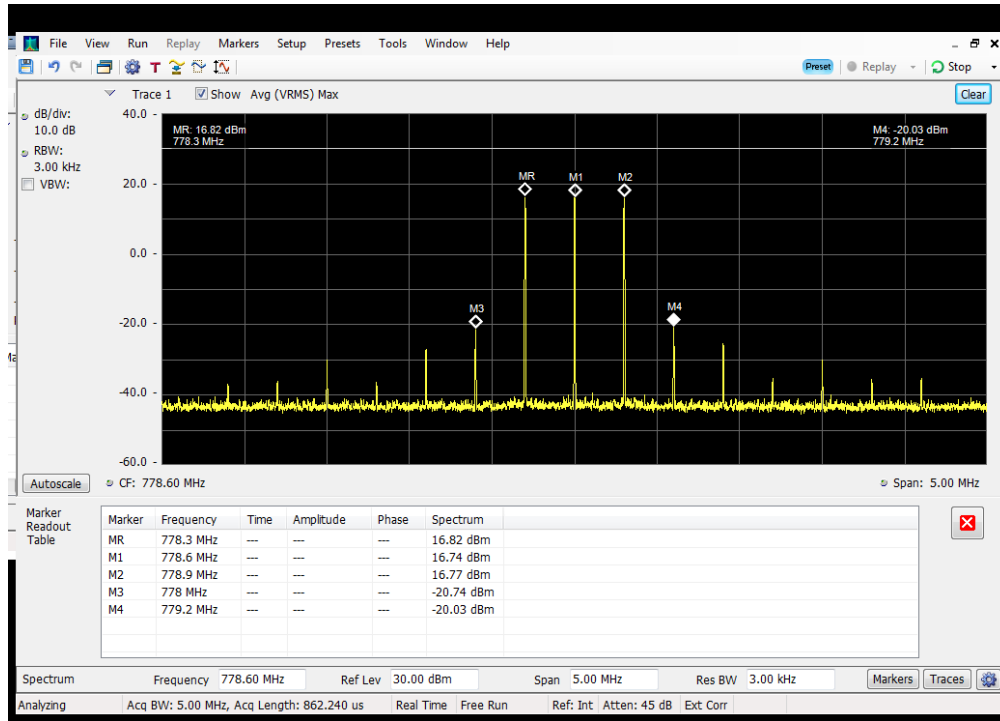 File View Run Replay Markers Setup Presets Tools Window Help
Preset Replay Stop
Trace 1 Show Avg (VRMS) Max Clear
dB/div:
10.0 dB
RBW:
3.00 kHz
VBW:
40.0
20.0
0.0
-20.0
-40.0
-60.0
MR: 16.82 dBm
778.3 MHz
M4: -20.03 dBm
779.2 MHz
MR M1 M2
M3 M4
Autoscale CF: 778.60 MHz Span: 5.00 MHz
Marker
Readout
Table
Marker Frequency Time Amplitude Phase Spectrum
MR 778.3 MHz --- --- --- 16.82 dBm
M1 778.6 MHz --- --- --- 16.74 dBm
M2 778.9 MHz --- --- --- 16.77 dBm
M3 778 MHz --- --- --- -20.74 dBm
M4 779.2 MHz --- --- --- -20.03 dBm
Spectrum Frequency 778.60 MHz Ref Lev 30.00 dBm Span 5.00 MHz Res BW 3.00 kHz Markers Traces
Analyzing Acq BW: 5.00 MHz, Acq Length: 862.240 us Real Time Free Run Ref: Int Atten: 45 dB Ext Corr